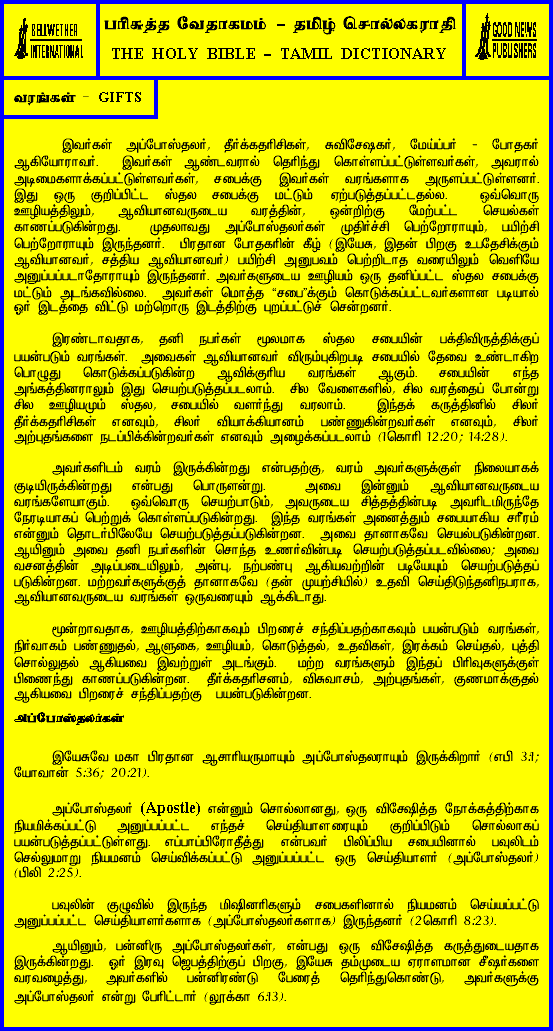 BELLWETHER
INTERNATIONAL
பரிசுத்த வேதாகமம் – தமிழ் சொல்லகராதி
THE HOLY BIBLE – TAMIL DICTIONARY
GOOD NEWS
PUBLISHERS
வரங்கள் – GIFTS
இவர்கள் அப்போஸ்தலர், தீர்க்கதரிசிகள், சுவிசேஷகர், மேய்ப்பர் - போதகர்
ஆகியோராவர். இவர்கள் ஆண்டவரால் தெரிந்து கொள்ளப்பட்டுள்ளவர்கள், அவரால்
அடிமைகளாக்கப்பட்டுள்ளவர்கள், சபைக்கு இவர்கள் வரங்களாக அருளப்பட்டுள்ளனர்.
இது ஒரு குறிப்பிட்ட ஸ்தல சபைக்கு மட்டும் ஏற்படுத்தப்பட்டதல்ல. ஒவ்வொரு
ஊழியத்திலும், ஆவியானவருடைய வரத்தின், ஒன்றிற்கு மேற்பட்ட செயல்கள்
காணப்படுகின்றது. முதலாவது அப்போஸ்தலர்கள் முதிர்ச்சி பெற்றோராயும், பயிற்சி
பெற்றோராயும் இருந்தனர். பிரதான போதகரின் கீழ் (இயேசு, இதன் பிறகு உபதேசிக்கும்
ஆவியானவர், சத்திய ஆவியானவர்) பயிற்சி அனுபவம் பெற்றிடாத வரையிலும் வெளியே
அனுப்பப்படாதோராயும் இருந்தனர். அவர்களுடைய ஊழியம் ஒரு தனிப்பட்ட ஸ்தல சபைக்கு
மட்டும் அடங்கவில்லை. அவர்கள் மொத்த “சபை”க்கும் கொடுக்கப்பட்டவர்களான படியால்
ஓர் இடத்தை விட்டு மற்றொரு இடத்திற்கு புறப்பட்டுச் சென்றனர்.
இரண்டாவதாக, தனி நபர்கள் மூலமாக ஸ்தல சபையின் பக்திவிருத்திக்குப்
பயன்படும் வரங்கள். அவைகள் ஆவியானவர் விரும்புகிறபடி சபையில் தேவை உண்டாகிற
பொழுது கொடுக்கப்படுகின்ற ஆவிக்குரிய வரங்கள் ஆகும். சபையின் எந்த
அங்கத்தினராலும் இது செயற்படுத்தப்படலாம். சில வேளைகளில், சில வரத்தைப் போன்று
சில ஊழியமும் ஸ்தல, சபையில் வளர்ந்து வரலாம். இந்தக் கருத்தினில் சிலர்
தீர்க்கதரிசிகள் எனவும், சிலர் வியாக்கியானம் பண்ணுகின்றவர்கள் எனவும், சிலர்
அற்புதங்களை நடப்பிக்கின்றவர்கள் எனவும் அழைக்கப்படலாம் (1கொரி 12:20; 14:28).
அவர்களிடம் வரம் இருக்கின்றது என்பதற்கு, வரம் அவர்களுக்குள் நிலையாகக்
குடியிருக்கின்றது என்பது பொருளன்று. அவை இன்னும் ஆவியானவருடைய
வரங்களேயாகும். ஒவ்வொரு செயற்பாடும், அவருடைய சித்தத்தின்படி அவரிடமிருந்தே
நேரடியாகப் பெற்றுக் கொள்ளப்படுகின்றது. இந்த வரங்கள் அனைத்தும் சபையாகிய சரீரம்
என்னும் தொடர்பிலேயே செயற்படுத்தப்படுகின்றன. அவை தானாகவே செயல்படுகின்றன.
ஆயினும் அவை தனி நபர்களின் சொந்த உணர்வின்படி செயற்படுத்தப்படவில்லை; அவை
வசனத்தின் அடிப்படையிலும், அன்பு, நற்பண்பு ஆகியவற்றின் படியேயும் செயற்படுத்தப்
படுகின்றன. மற்றவர்களுக்குத் தானாகவே (தன் முயற்சியில்) உதவி செய்திடுந்தனிநபராக,
ஆவியானவருடைய வரங்கள் ஒருவரையும் ஆக்கிடாது.
மூன்றாவதாக, ஊழியத்திற்காகவும் பிறரைச் சந்திப்பதற்காகவும் பயன்படும் வரங்கள்,
நிர்வாகம் பண்ணுதல், ஆளுகை, ஊழியம், கொடுத்தல், உதவிகள், இரக்கம் செய்தல், புத்தி
சொல்லுதல் ஆகியவை இவற்றுள் அடங்கும். மற்ற வரங்களும் இந்தப் பிரிவுகளுக்குள்
பிணைந்து காணப்படுகின்றன. தீர்க்கதரிசனம், விசுவாசம், அற்புதங்கள், குணமாக்குதல்
ஆகியவை பிறரைச் சந்திப்பதற்கு பயன்படுகின்றன.
அப்போஸ்தலர்கள்
இயேசுவே மகா பிரதான ஆசாரியருமாயும் அப்போஸ்தலராயும் இருக்கிறார் (எபி 3:1;
யோவான் 5:36; 20:21).
அப்போஸ்தலர் (Apostle) என்னும் சொல்லானது, ஒரு விசேஷித்த நோக்கத்திற்காக
நியமிக்கப்பட்டு அனுப்பப்பட்ட எந்தச் செய்தியாளரையும் குறிப்பிடும் சொல்லாகப்
பயன்படுத்தப்பட்டுள்ளது. எப்பாப்பிரோதீத்து என்பவர் பிலிப்பிய சபையினால் பவுலிடம்
செல்லுமாறு நியமனம் செய்விக்கப்பட்டு அனுப்பப்பட்ட ஒரு செய்தியாளர் (அப்போஸ்தலர்)
(பிலி 2:25).
பவுலின் குழுவில் இருந்த மிஷினரிகளும் சபைகளினால் நியமனம் செய்யப்பட்டு
அனுப்பப்பட்ட செய்தியாளர்களாக (அப்போஸ்தலர்களாக) இருந்தனர் (2கொரி 8:23).
ஆயினும், பன்னிரு அப்போஸ்தலர்கள், என்பது ஒரு விசேஷித்த கருத்துடையதாக
இருக்கின்றது. ஓர் இரவு ஜெபத்திற்குப் பிறகு, இயேசு தம்முடைய ஏராளமான சீஷர்களை
வரவழைத்து, அவர்களில் பன்னிரண்டு பேரைத் தெரிந்துகொண்டு, அவர்களுக்கு
அப்போஸ்தலர் என்று பேரிட்டார் (லூக்கா 6:13).